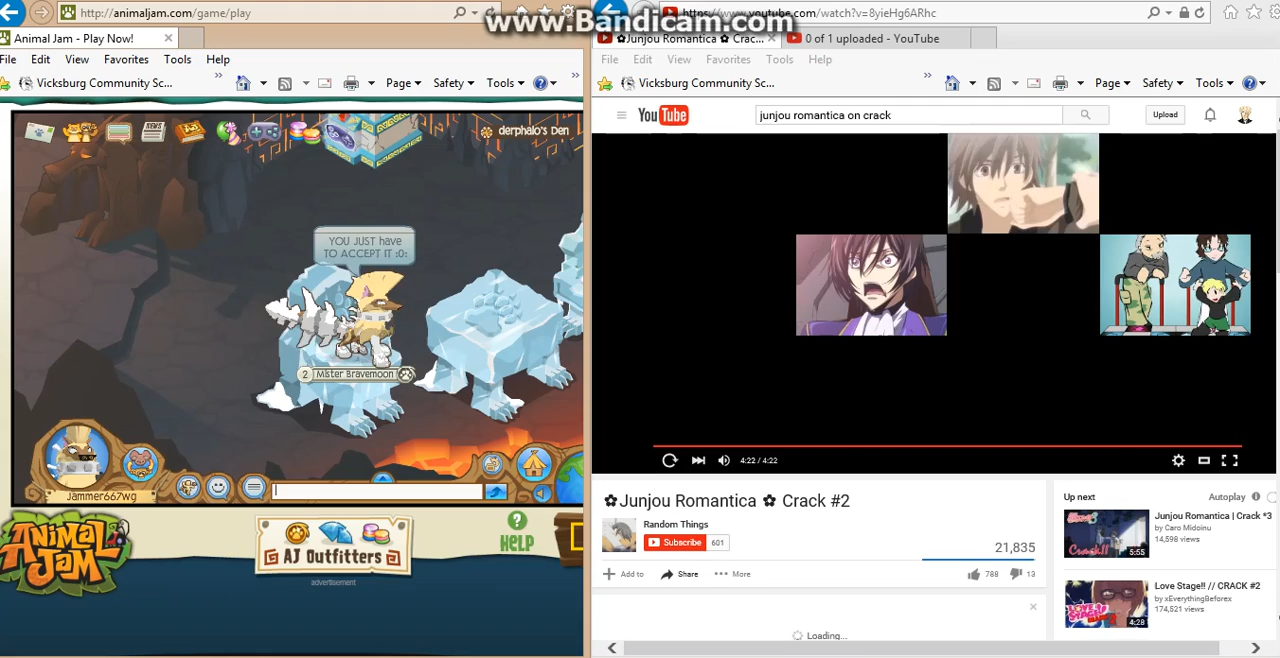 www.Bandicam.com
http://animaljam.com/game/play
Animal Jam - Play Now!
File Edit View Favorites Tools Help
Vicksburg Community Sc...
Page Safety Tools
NEWS
derphalo's Den
YOU JUST have
TO ACCEPT IT :0:
2 Mister Bravemoon
Jammer667wg
ANIMAL
JAM
AJ Outfitters
advertisement
? HELP
https://www.youtube.com/watch?v=8yieHg6ARhc
✿Junjou Romantica ✿ Crac...
0 of 1 uploaded - YouTube
File Edit View Favorites Tools Help
Vicksburg Community Sc...
Page Safety Tools
YouTube
junjou romantica on crack
Upload
4:22 / 4:22
✿Junjou Romantica ✿ Crack #2
Random Things
Subscribe 601
21,835
Add to Share More
788 13
Loading...
Up next
Autoplay
Junjou Romantica | Crack *3
by Caro Midoinu
14,598 views
5:55
Love Stage!! // CRACK #2
by xEverythingBeforex
174,521 views
4:28